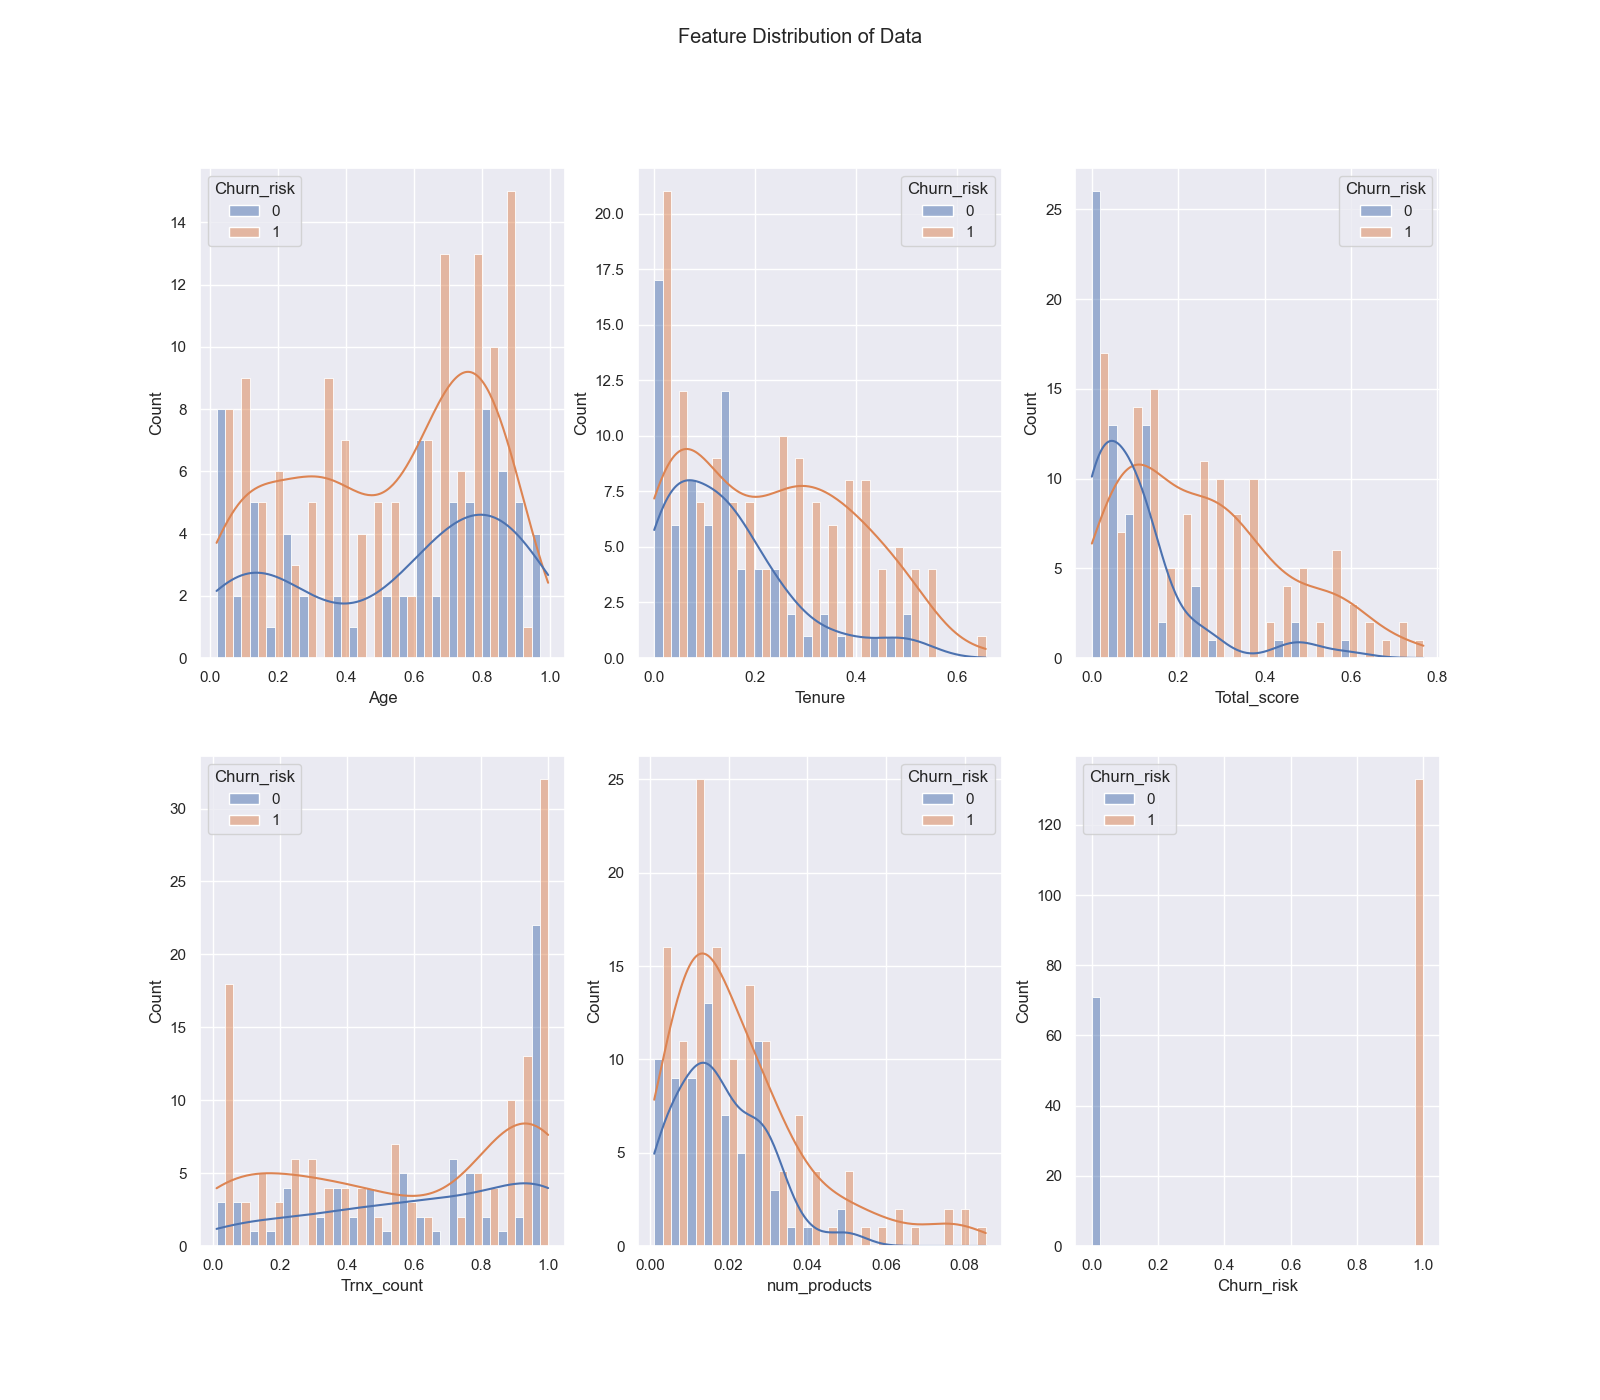 Feature Distribution of Data
Churn_risk
0
1
14
12
10
8
6
4
2
0
Count
0.0 0.2 0.4 0.6 0.8 1.0
Age
Churn_risk
0
1
20.0
17.5
15.0
12.5
10.0
7.5
5.0
2.5
0.0
Count
0.0 0.2 0.4 0.6
Tenure
Churn_risk
0
1
25
20
15
10
5
0
Count
0.0 0.2 0.4 0.6 0.8
Total_score
Churn_risk
0
1
30
25
20
15
10
5
0
Count
0.0 0.2 0.4 0.6 0.8 1.0
Trnx_count
Churn_risk
0
1
25
20
15
10
5
0
Count
0.00 0.02 0.04 0.06 0.08
num_products
Churn_risk
0
1
120
100
80
60
40
20
0
Count
0.0 0.2 0.4 0.6 0.8 1.0
Churn_risk